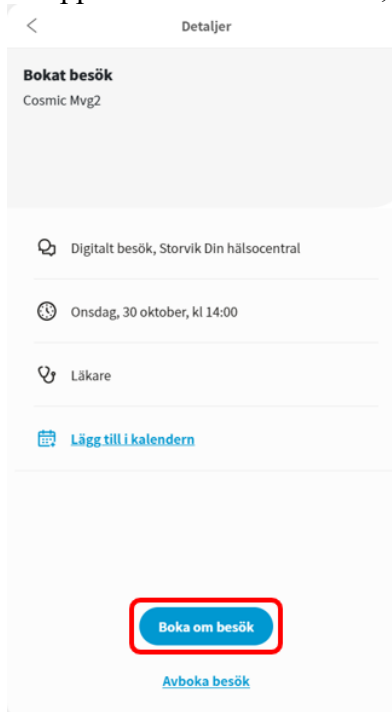 Detaljer
Bokat besök
Cosmic Mvg2
Digitalt besök, Storvik Din hälsocentral
Onsdag, 30 oktober, kl 14:00
Läkare
Lägg till i kalendern
Boka om besök
Avboka besök